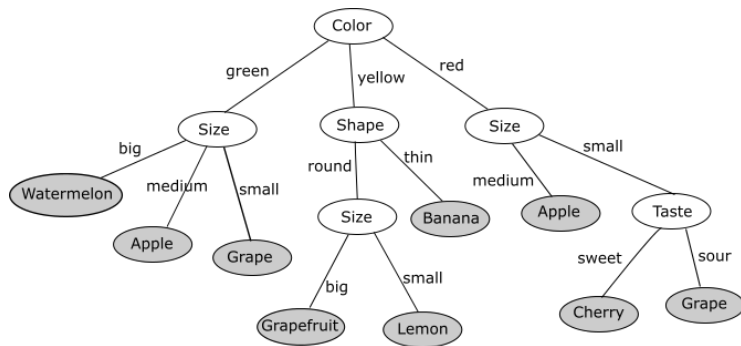 Color
green
yellow
red
Size
Shape
Size
big
medium
small
round
thin
medium
small
Watermelon
Apple
Grape
Size
Banana
Apple
Taste
big
small
sweet
sour
Grapefruit
Lemon
Cherry
Grape